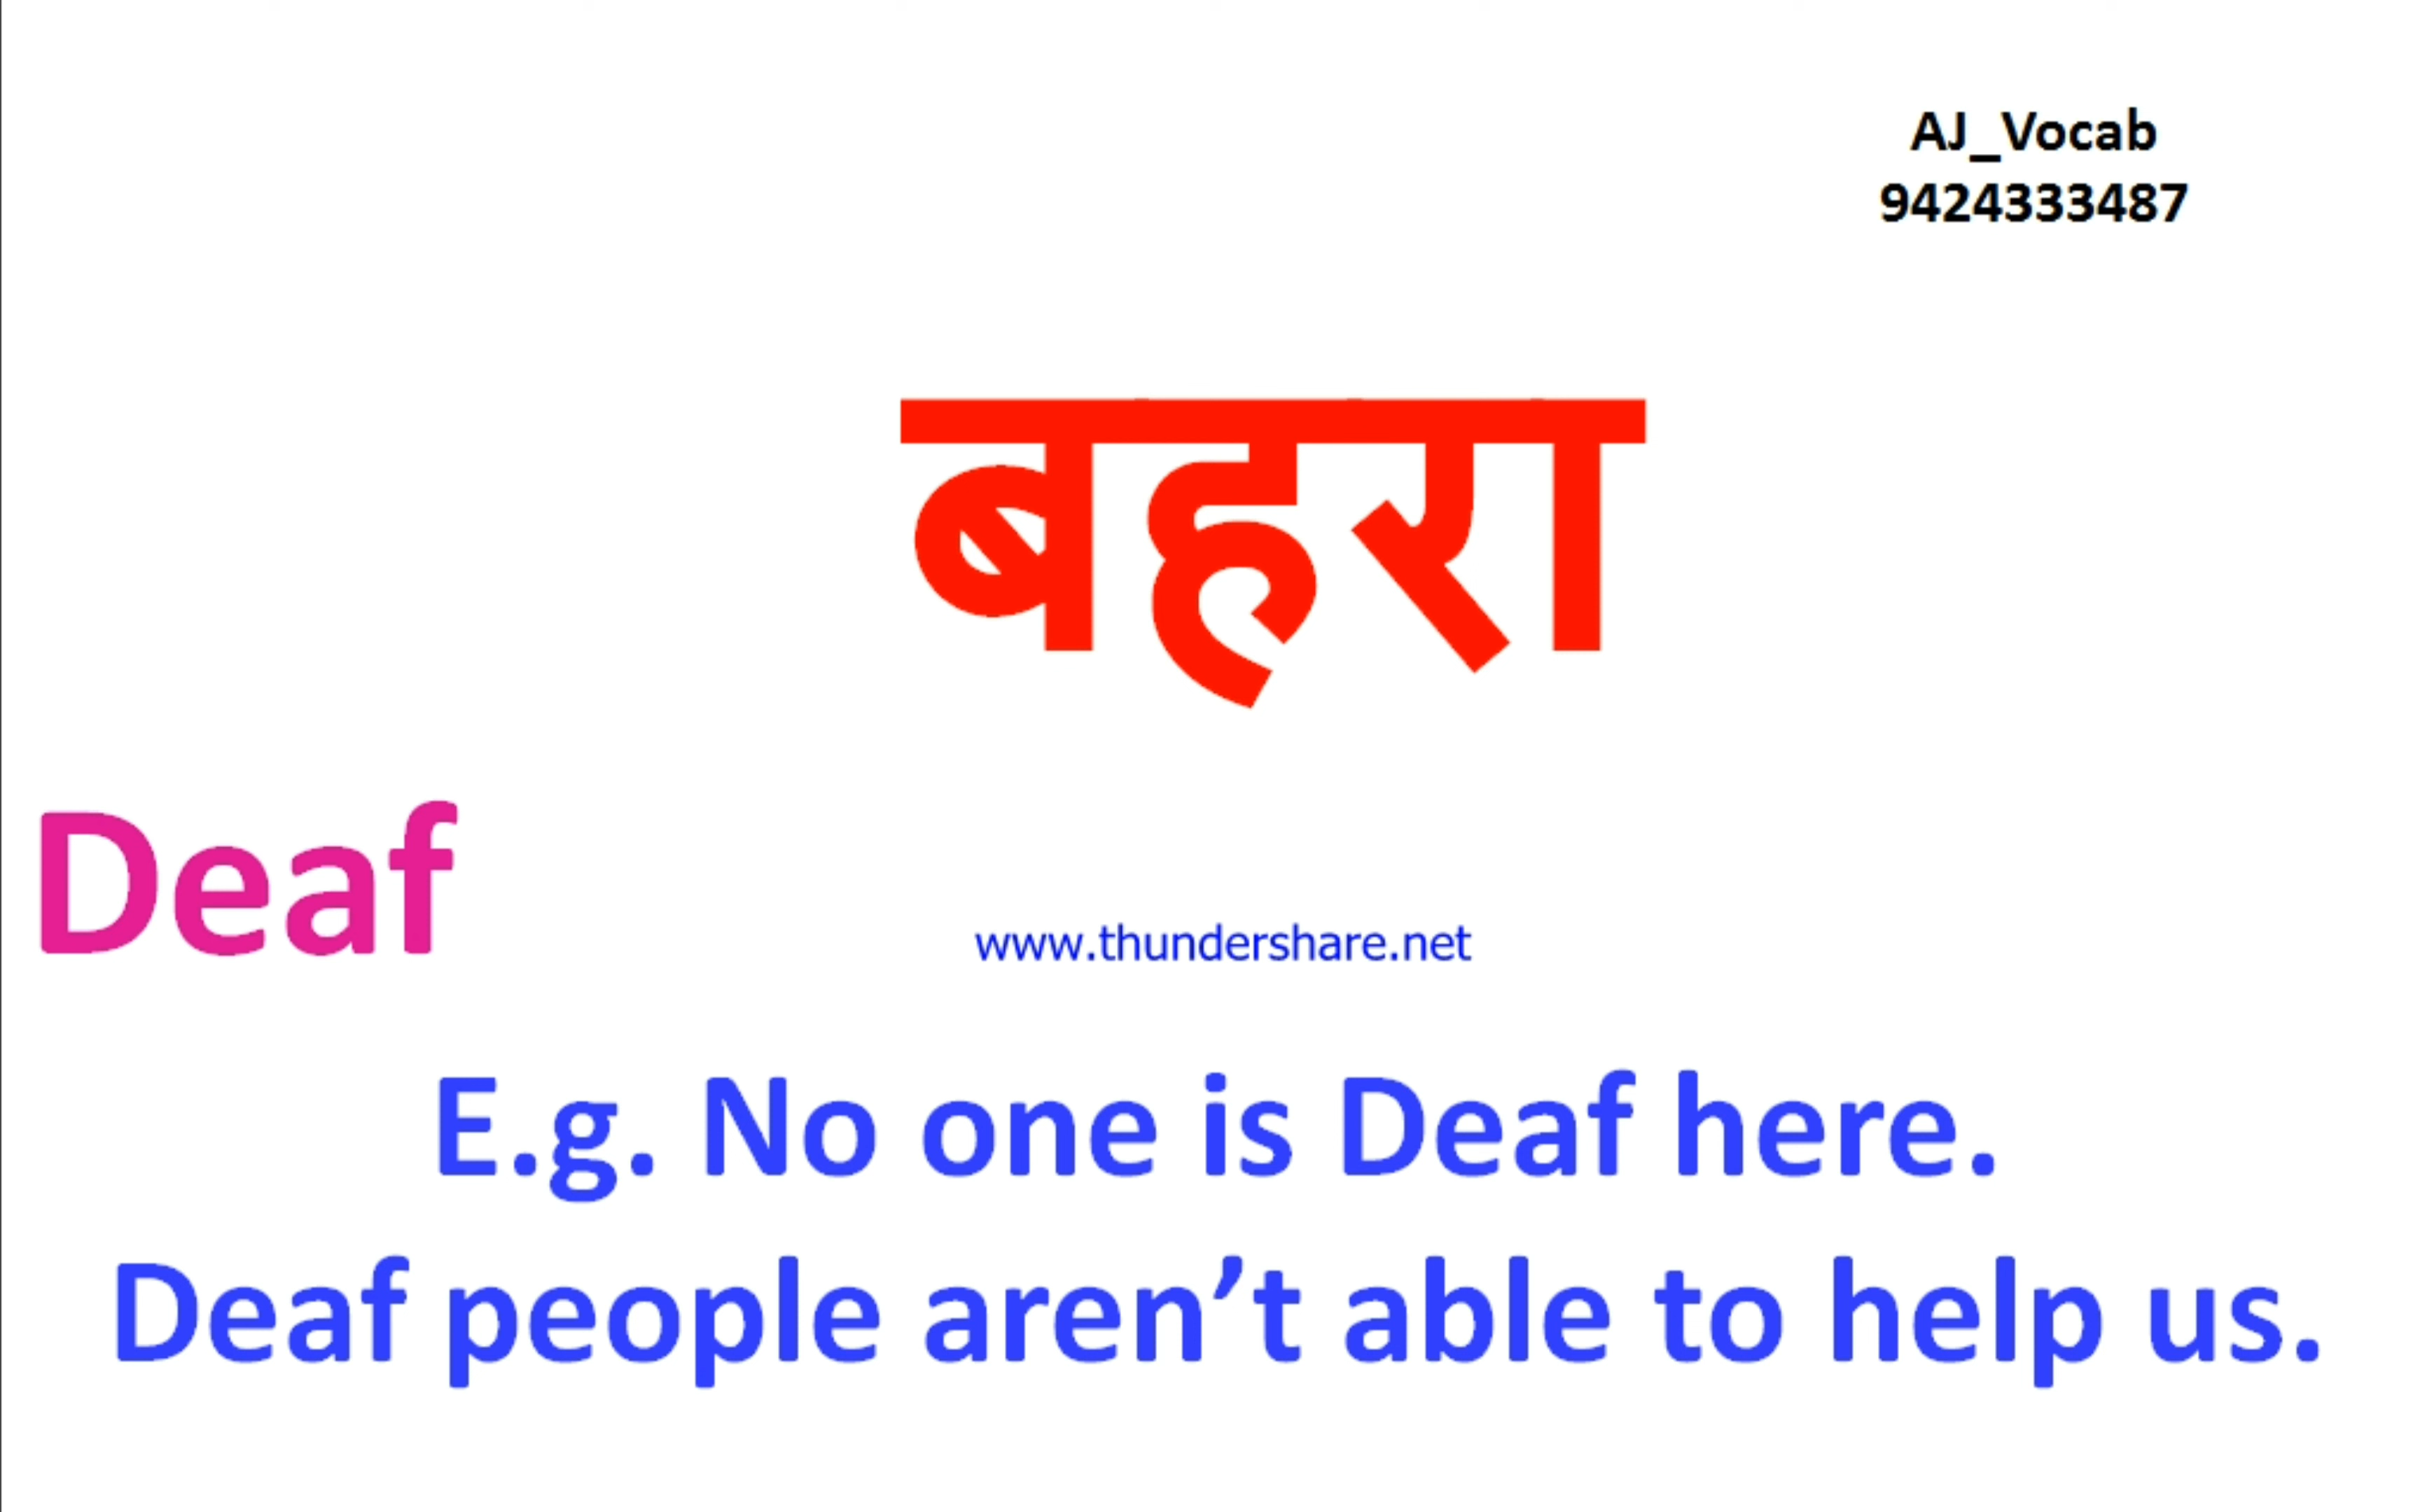 AJ_Vocab
9424333487
बहरा
Deaf
www.thundershare.net
E.g. No one is Deaf here.
Deaf people aren’t able to help us.